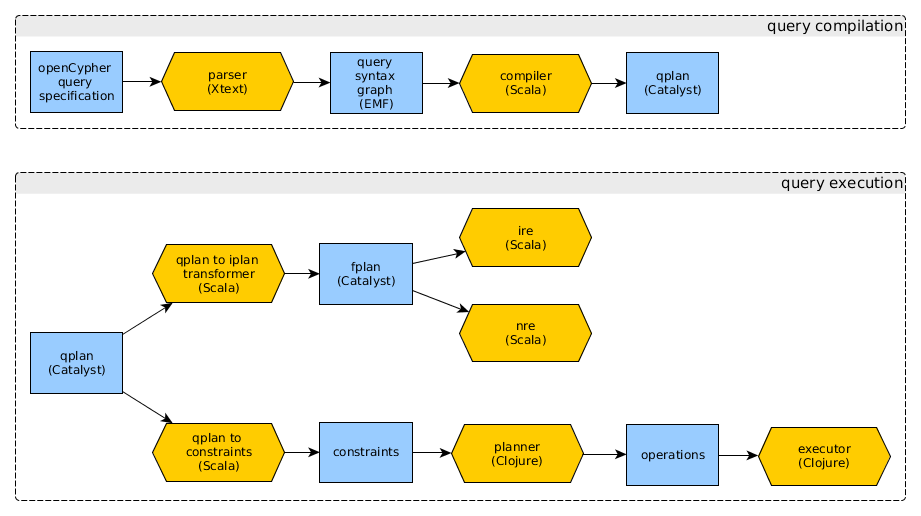 query compilation
openCypher
query
specification
parser
(Xtext)
query
syntax
graph
(EMF)
compiler
(Scala)
qplan
(Catalyst)
query execution
qplan to iplan
transformer
(Scala)
fplan
(Catalyst)
ire
(Scala)
nre
(Scala)
qplan
(Catalyst)
qplan to
constraints
(Scala)
constraints
planner
(Clojure)
operations
executor
(Clojure)